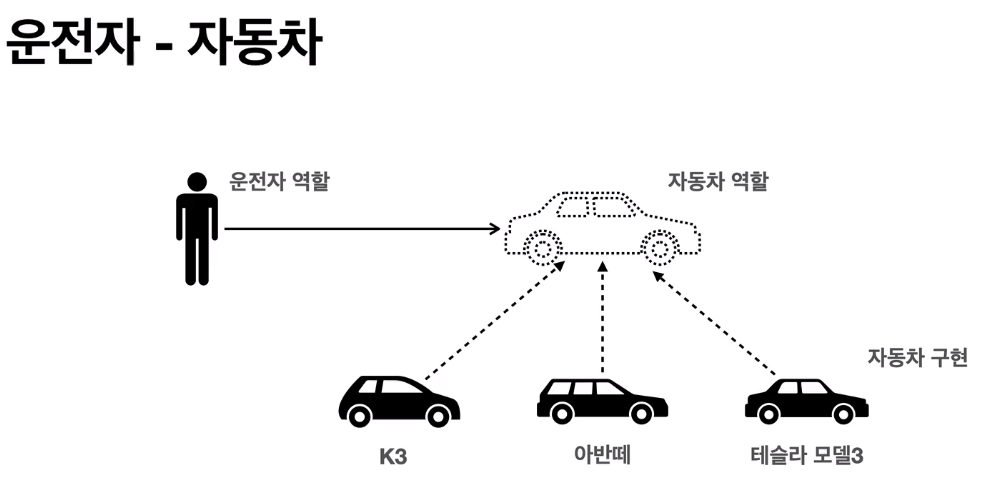 운전자 - 자동차
운전자 역할
자동차 역할
자동차 구현
K3
아반떼
테슬라 모델3